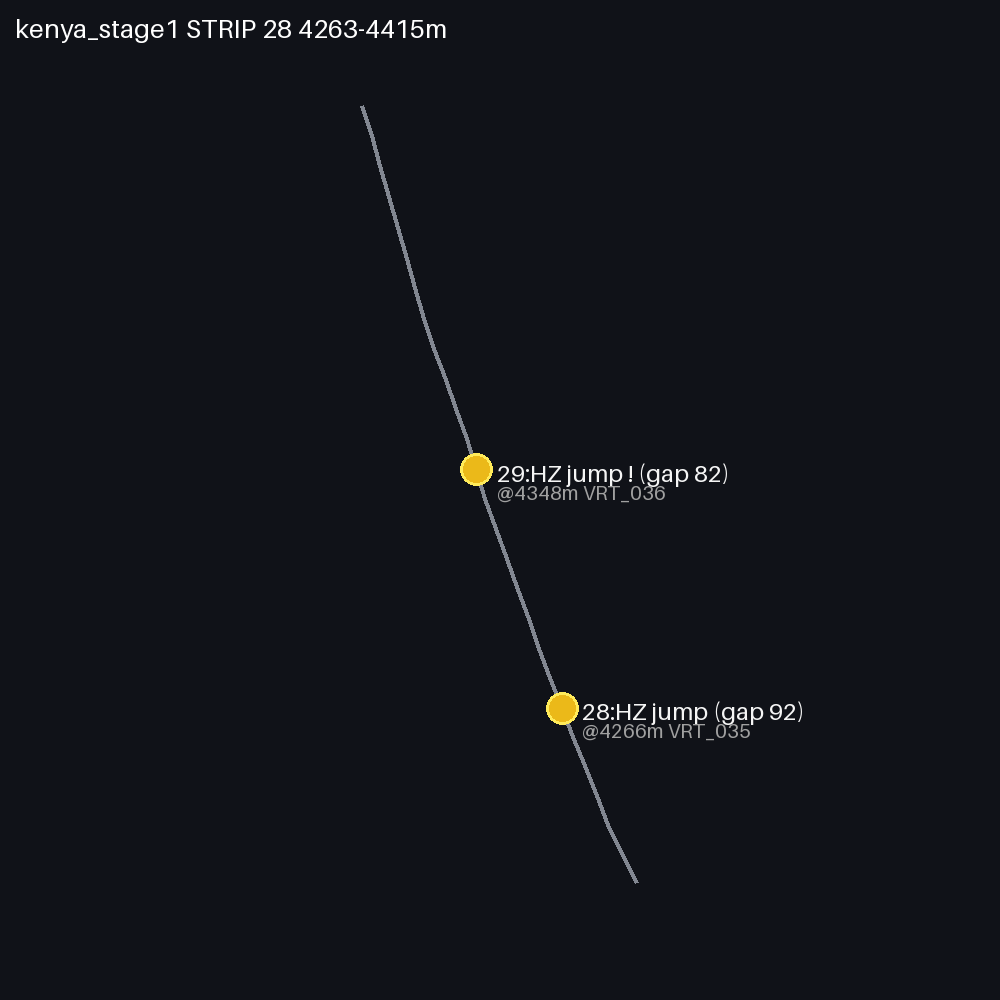 kenya_stage1 STRIP 28 4263-4415m
29:HZ jump ! (gap 82)
@4348m VRT_036
28:HZ jump (gap 92)
@4266m VRT_035